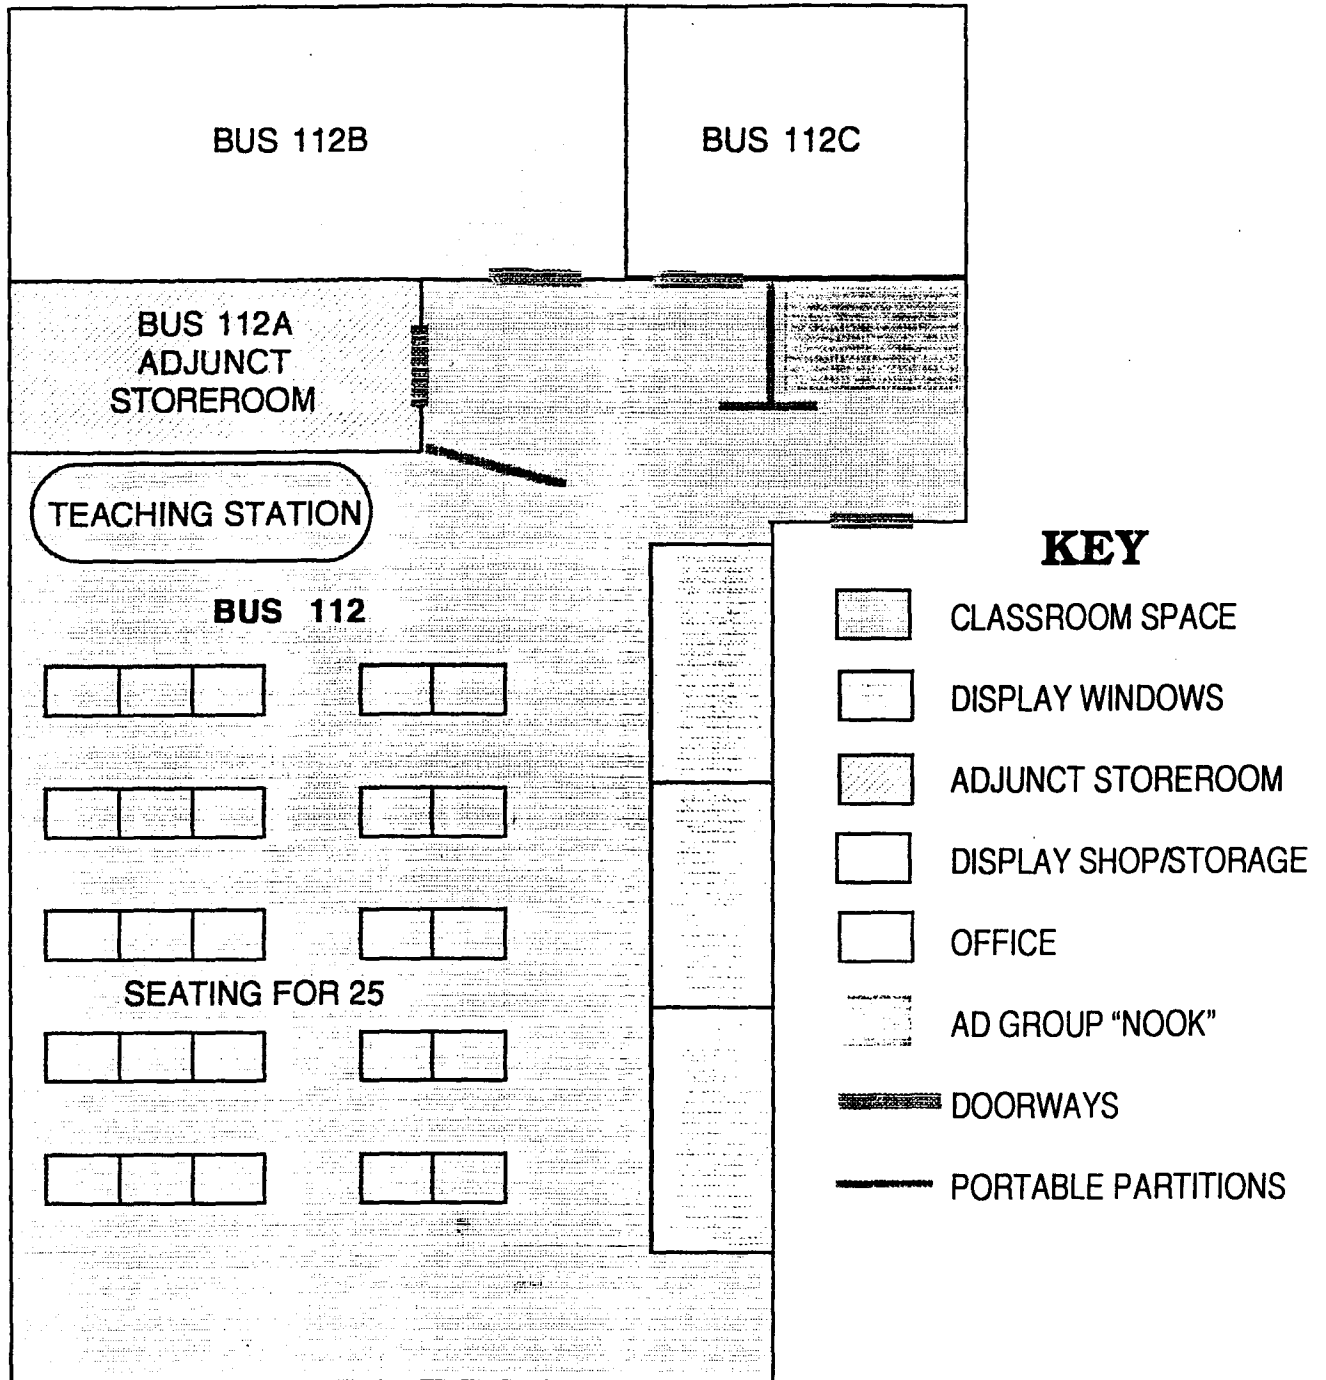 BUS 112B
BUS 112C
BUS 112A
ADJUNCT
STOREROOM
TEACHING STATION
BUS 112
SEATING FOR 25
KEY
CLASSROOM SPACE
DISPLAY WINDOWS
ADJUNCT STOREROOM
DISPLAY SHOP/STORAGE
OFFICE
AD GROUP “NOOK”
DOORWAYS
PORTABLE PARTITIONS